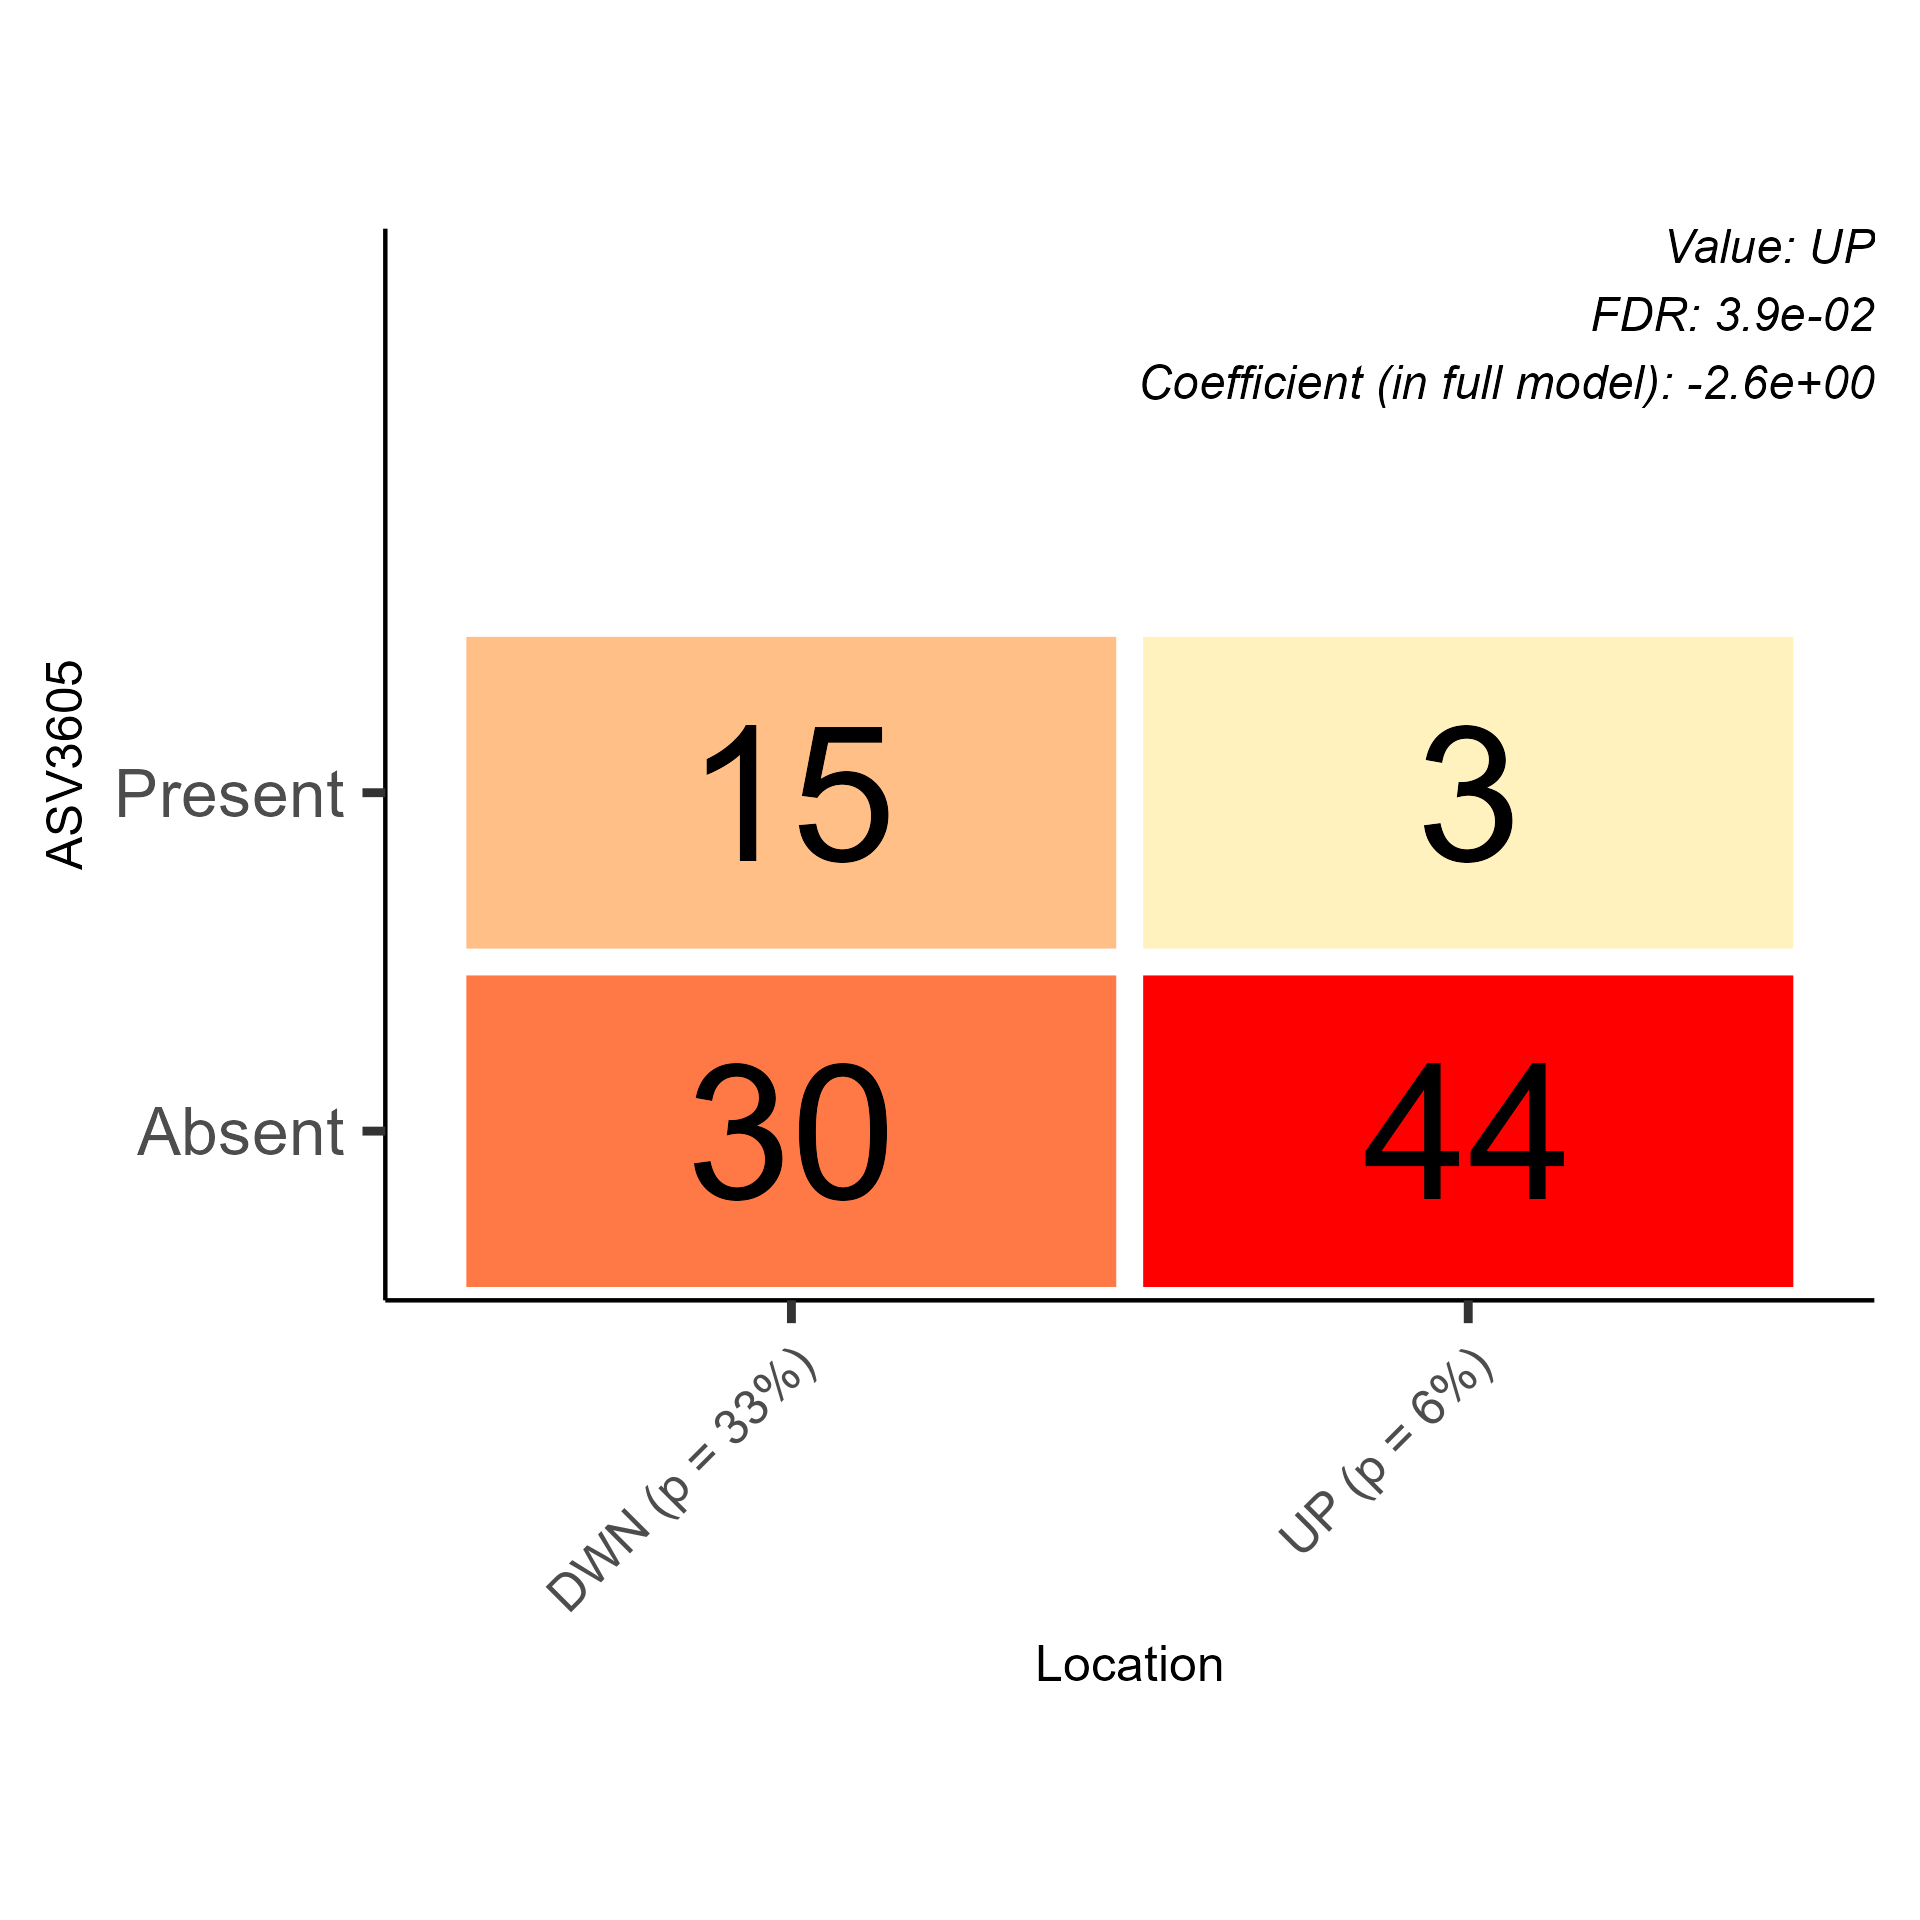 Value: UP
FDR: 3.9e-02
Coefficient (in full model): -2.6e+00
ASV3605
Present
15
3
Absent
30
44
DWN (p = 33%)
UP (p = 6%)
Location